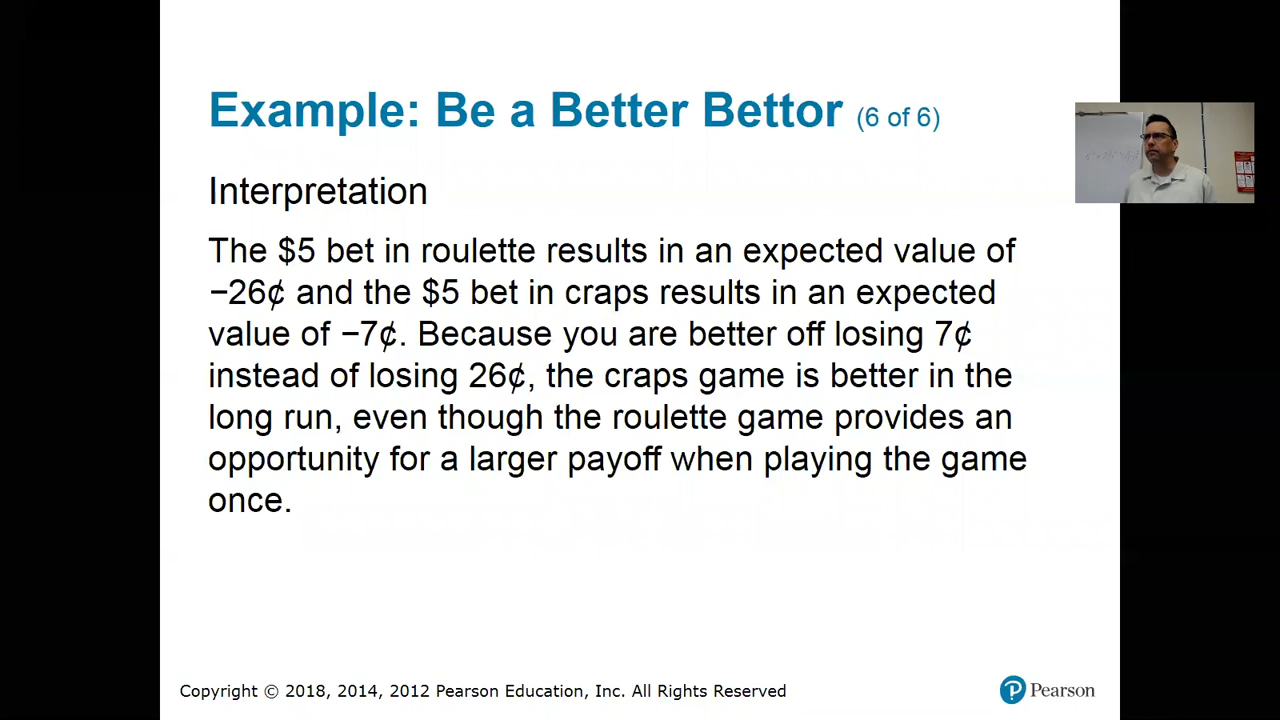 Example: Be a Better Bettor (6 of 6)
Interpretation
The $5 bet in roulette results in an expected value of
−26¢ and the $5 bet in craps results in an expected
value of −7¢. Because you are better off losing 7¢
instead of losing 26¢, the craps game is better in the
long run, even though the roulette game provides an
opportunity for a larger payoff when playing the game
once.
Copyright © 2018, 2014, 2012 Pearson Education, Inc. All Rights Reserved
Pearson